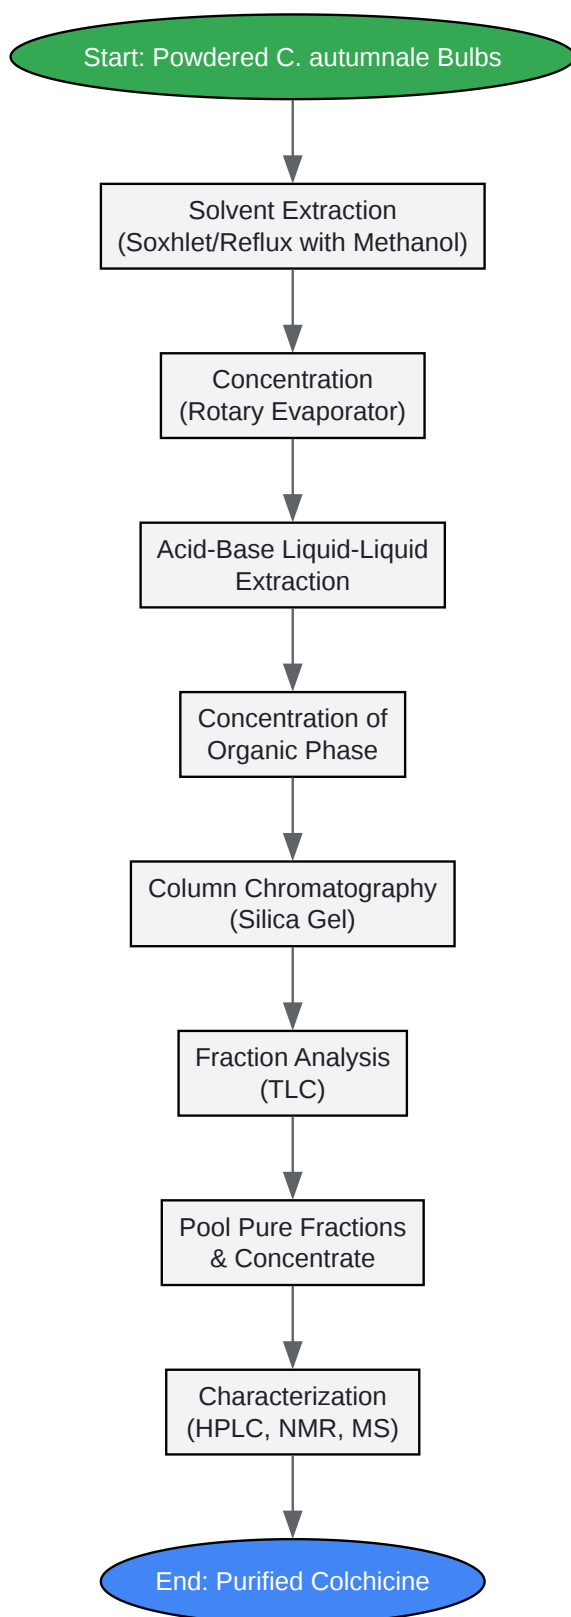 Start: Powdered C. autumnale Bulbs
Solvent Extraction
(Soxhlet/Reflux with Methanol)
Concentration
(Rotary Evaporator)
Acid-Base Liquid-Liquid
Extraction
Concentration of
Organic Phase
Column Chromatography
(Silica Gel)
Fraction Analysis
(TLC)
Pool Pure Fractions
& Concentrate
Characterization
(HPLC, NMR, MS)
End: Purified Colchicine